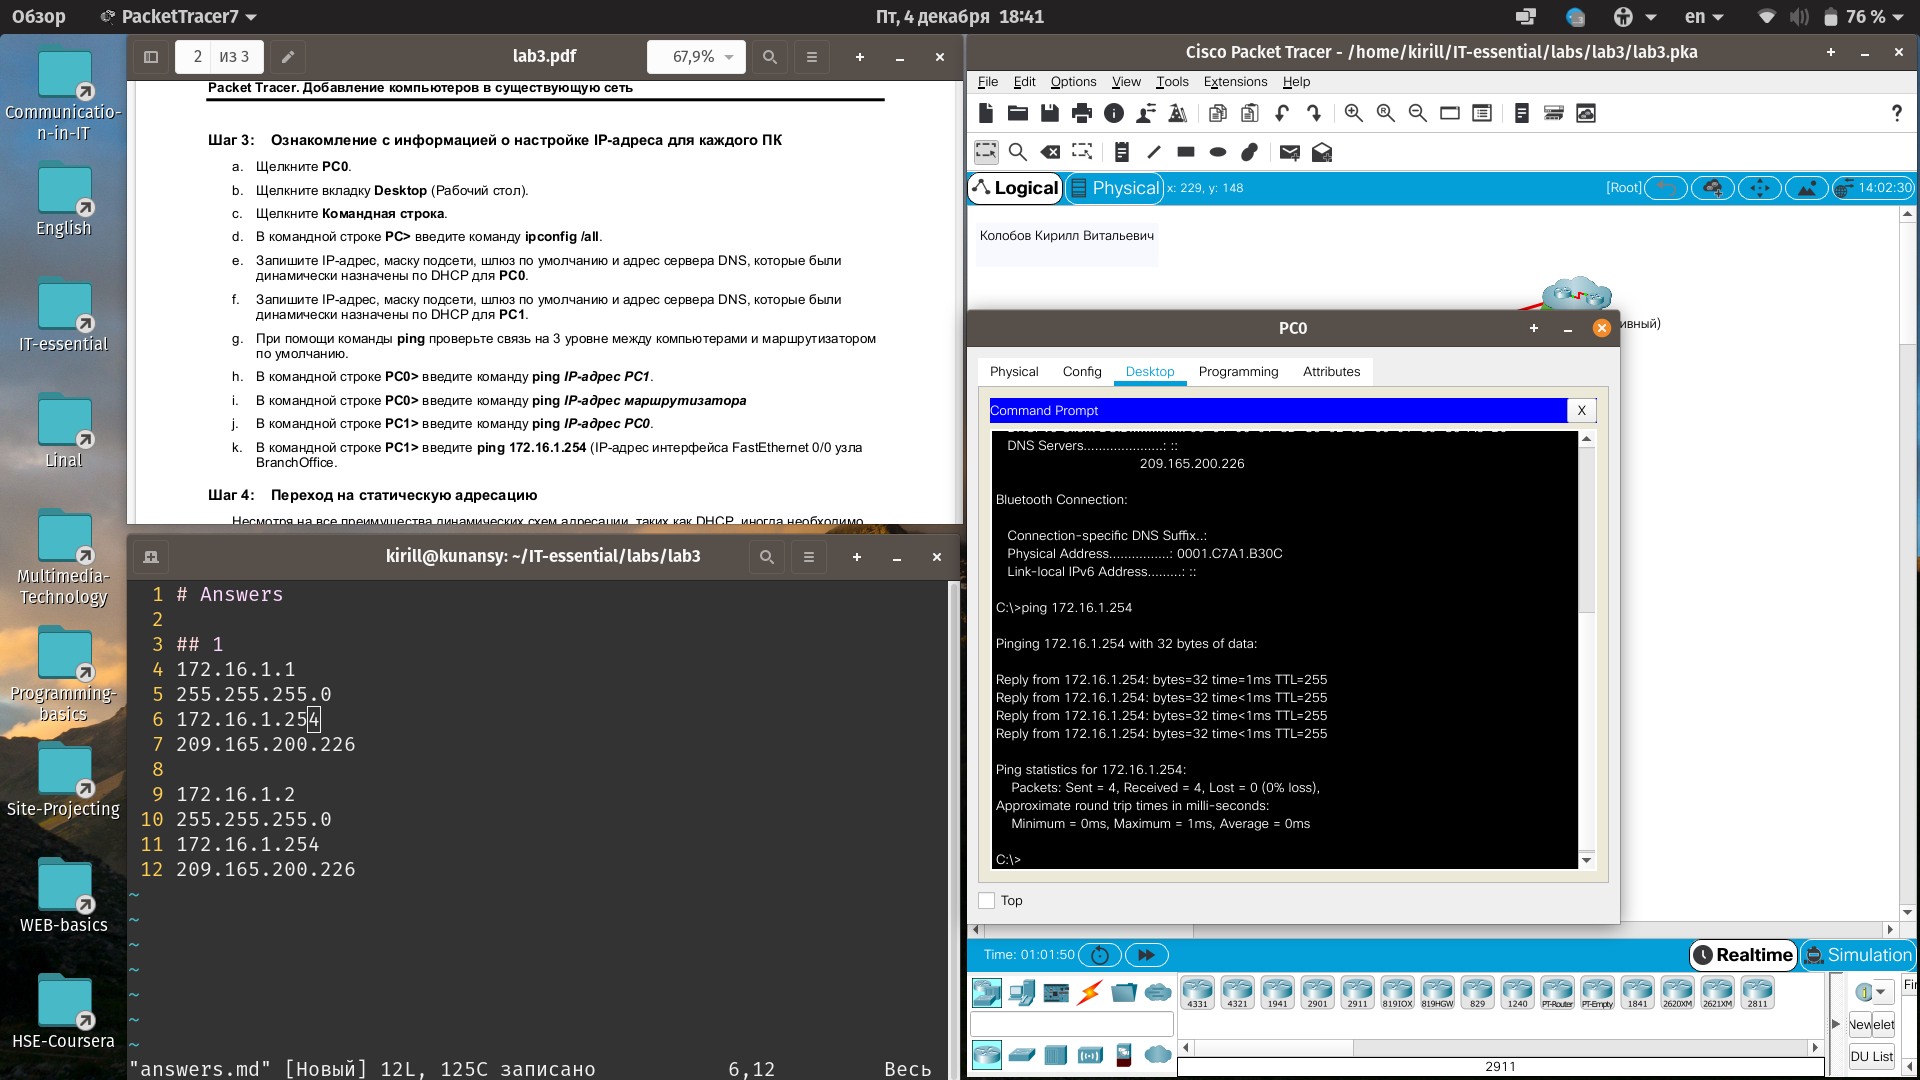 Обзор
PacketTracer7
Пт, 4 декабря 18:41
en
76 %
Communicatio-
n-in-IT
English
IT-essential
Linal
Multimedia-
Technology
Programming-
basics
Site-Projecting
WEB-basics
HSE-Coursera
2 из 3
lab3.pdf
67,9%
Packet Tracer. Добавление компьютеров в существующую сеть
Шаг 3: Ознакомление с информацией о настройке IP-адреса для каждого ПК
a. Щелкните PC0.
b. Щелкните вкладку Desktop (Рабочий стол).
c. Щелкните Командная строка.
d. В командной строке PC> введите команду ipconfig /all.
e. Запишите IP-адрес, маску подсети, шлюз по умолчанию и адрес сервера DNS, которые были
динамически назначены по DHCP для PC0.
f. Запишите IP-адрес, маску подсети, шлюз по умолчанию и адрес сервера DNS, которые были
динамически назначены по DHCP для PC1.
g. При помощи команды ping проверьте связь на 3 уровне между компьютерами и маршрутизатором
по умолчанию.
h. В командной строке PC0> введите команду ping IP-адрес PC1.
i. В командной строке PC0> введите команду ping IP-адрес маршрутизатора
j. В командной строке PC1> введите команду ping IP-адрес PC0.
k. В командной строке PC1> введите ping 172.16.1.254 (IP-адрес интерфейса FastEthernet 0/0 узла
BranchOffice.
Шаг 4: Переход на статическую адресацию
Несмотря на все преимущества динамических схем адресации, таких как DHCP, иногда необходимо
kirill@kunansy: ~/IT-essential/labs/lab3
1 # Answers
2
3 ## 1
4 172.16.1.1
5 255.255.255.0
6 172.16.1.254
7 209.165.200.226
8
9 172.16.1.2
10 255.255.255.0
11 172.16.1.254
12 209.165.200.226
~
~
~
~
~
~
~
"answers.md" [Новый] 12L, 125C записано 6,12 Весь
Cisco Packet Tracer - /home/kirill/IT-essential/labs/lab3/lab3.pka
File Edit Options View Tools Extensions Help
?
Logical
Physical
x: 229, y: 148
[Root]
14:02:30
Колобов Кирилл Витальевич
ивный)
PC0
Physical Config Desktop Programming Attributes
Command Prompt
X
DNS Servers.....................: ::
209.165.200.226
Bluetooth Connection:
Connection-specific DNS Suffix..:
Physical Address................: 0001.C7A1.B30C
Link-local IPv6 Address.........: ::
C:\>ping 172.16.1.254
Pinging 172.16.1.254 with 32 bytes of data:
Reply from 172.16.1.254: bytes=32 time=1ms TTL=255
Reply from 172.16.1.254: bytes=32 time<1ms TTL=255
Reply from 172.16.1.254: bytes=32 time<1ms TTL=255
Reply from 172.16.1.254: bytes=32 time<1ms TTL=255
Ping statistics for 172.16.1.254:
Packets: Sent = 4, Received = 4, Lost = 0 (0% loss),
Approximate round trip times in milli-seconds:
Minimum = 0ms, Maximum = 1ms, Average = 0ms
C:\>
Top
Time: 01:01:50
Realtime
Simulation
4331 4321 1941 2901 2911 819IOX 819HGW 829 1240 PT-Router PT-Empty 1841 2620XM 2621XM 2811
2911
Fir
New
elet
DU List